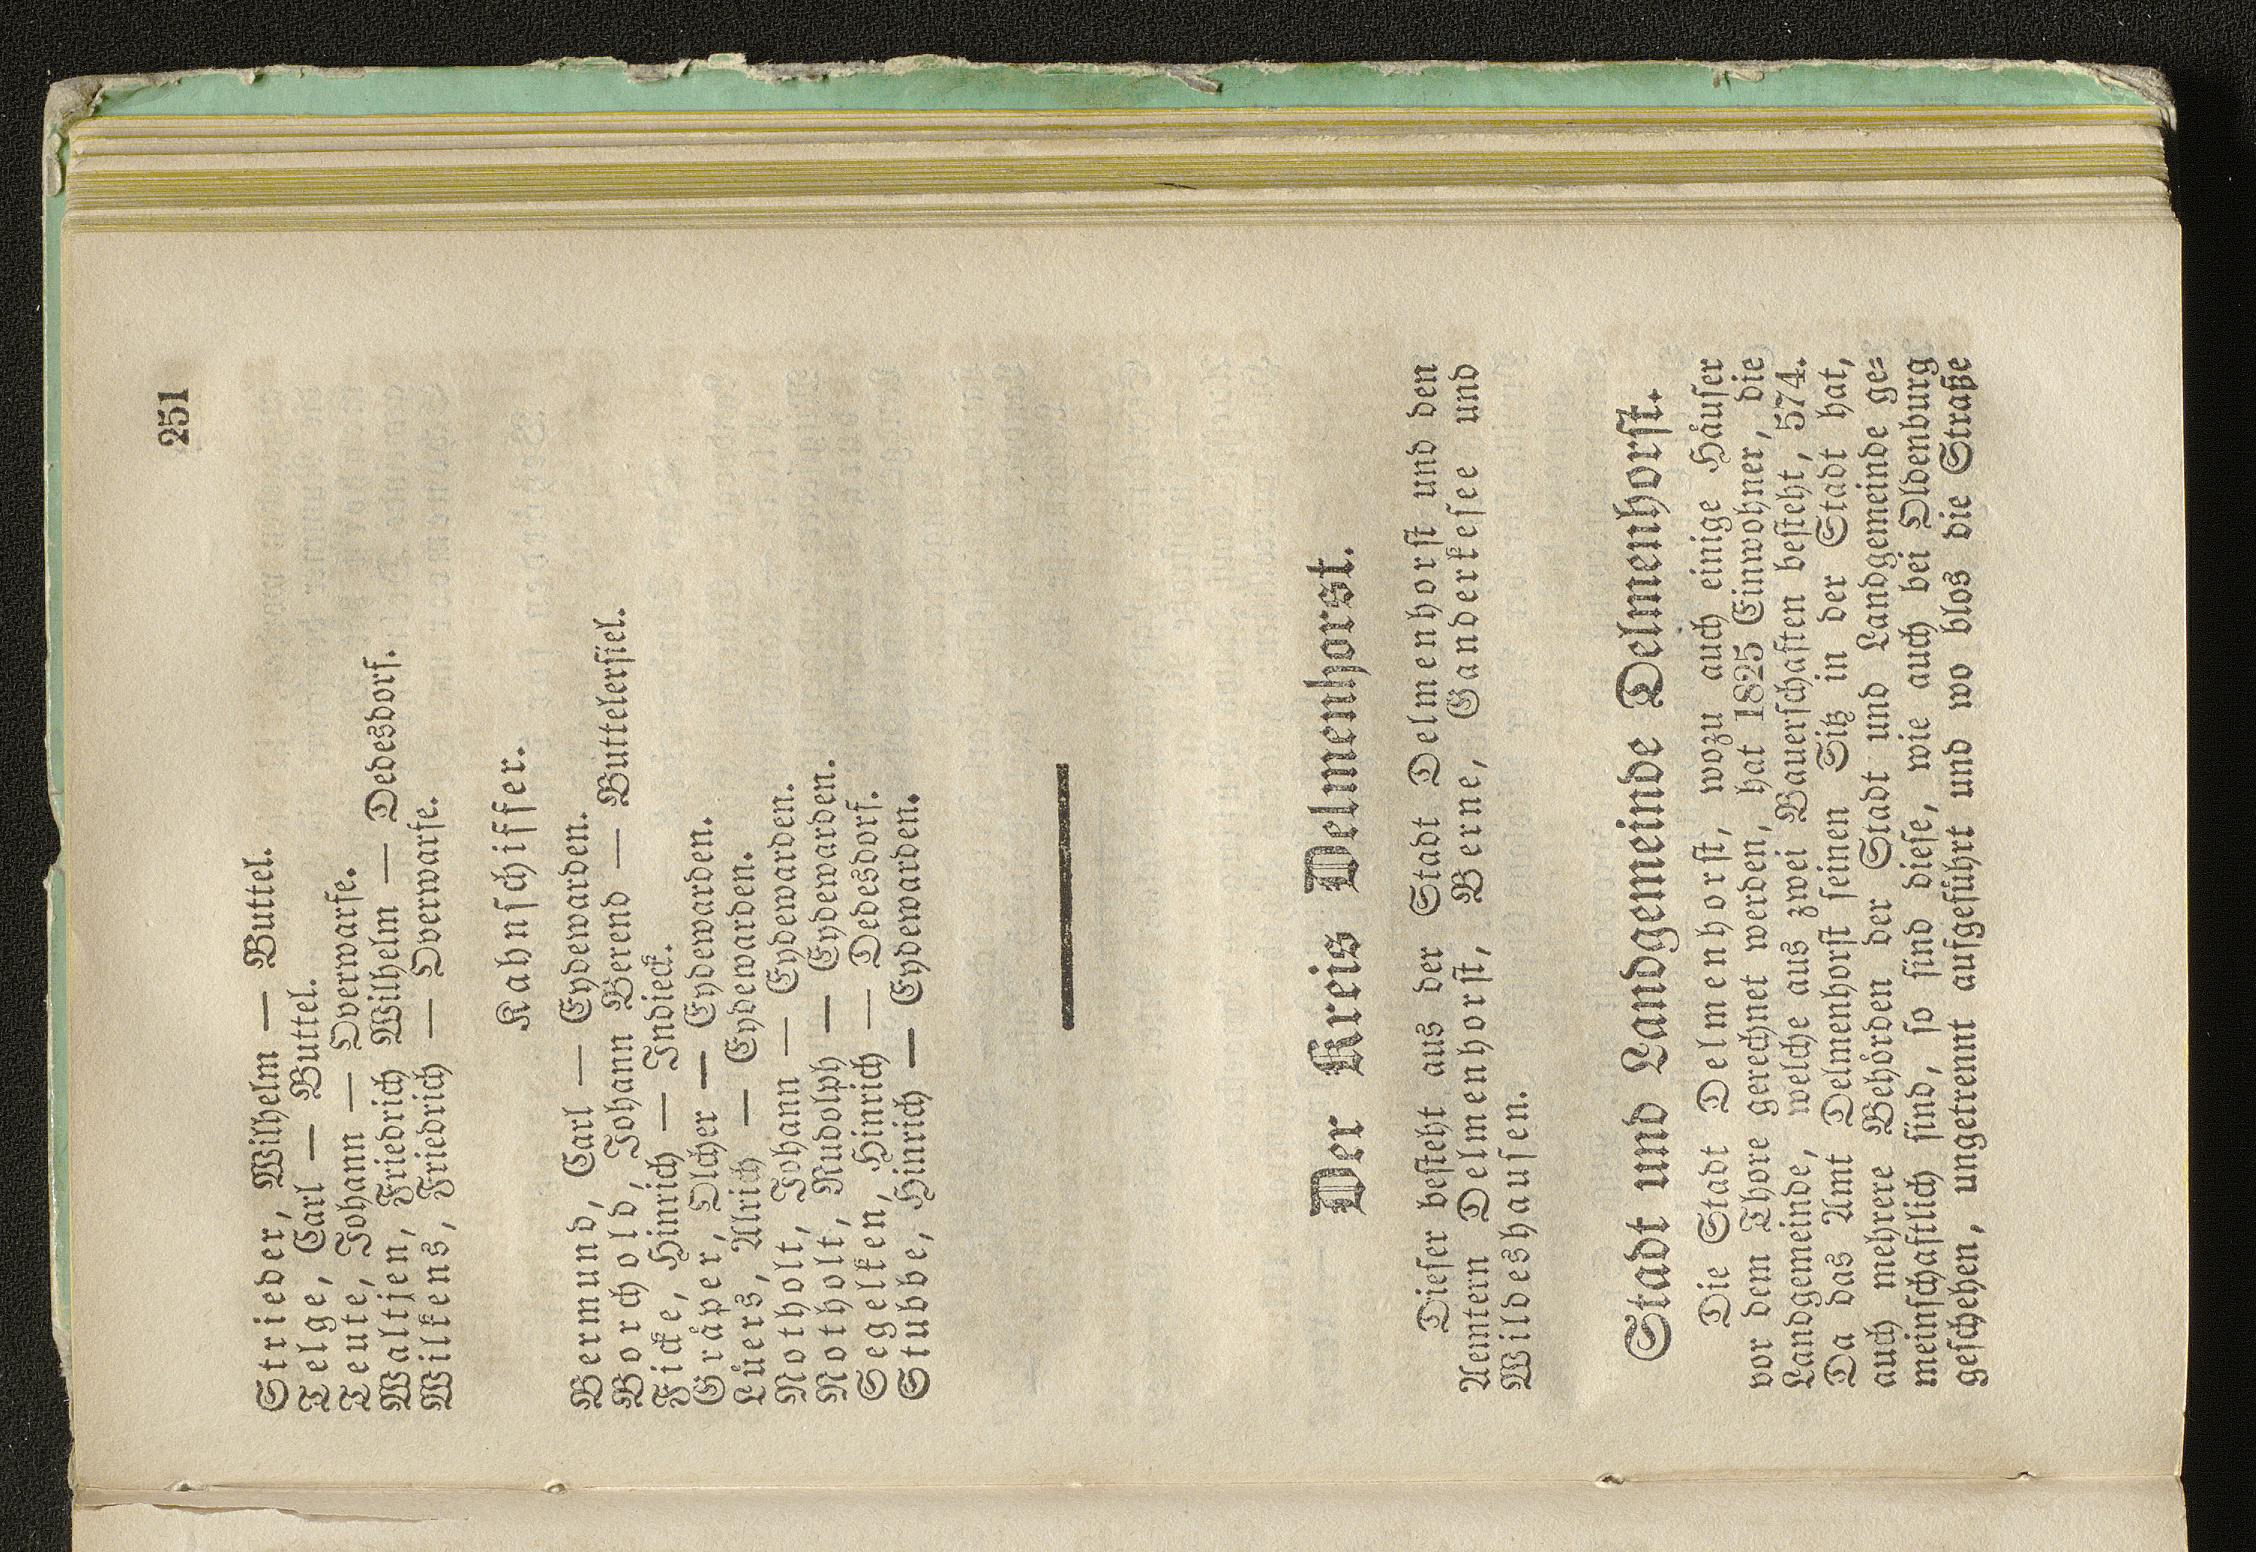 251
Strieder, Wilhelm — Buttel.
Telge, Carl — Buttel.
Teute, Johann — Overwarfe.
Waltjen, Friedrich Wilhelm — Dedesdorf.
Wilkens, Friedrich — Overwarfe.
Kahnschiffer.
Bermund, Carl — Eydewarden.
Borchold, Johann Berend — Buttelersiel.
Ficke, Hinrich — Indieck.
Gräper, Olcher — Eydewarden.
Lüers, Ulrich — Eydewarden.
Notholt, Johann — Eydewarden.
Notholt, Rudolph — Eydewarden.
Segelken, Hinrich — Dedesdorf.
Stubbe, Hinrich — Eydewarden.
Der Kreis Delmenhorst.
Dieser besteht aus der Stadt Delmenhorst und den
Aemtern Delmenhorst, Berne, Ganderkesee und
Wildeshausen.
Stadt und Landgemeinde Delmenhorst.
Die Stadt Delmenhorst, wozu auch einige Häuser
vor dem Thore gerechnet werden, hat 1825 Einwohner, die
Landgemeinde, welche aus zwei Bauerschaften besteht, 574.
Da das Amt Delmenhorst seinen Sitz in der Stadt hat,
auch mehrere Behörden der Stadt und Landgemeinde ge=
meinschaftlich sind, so sind diese, wie auch bei Oldenburg
geschehen, ungetrennt aufgeführt und wo blos die Straße